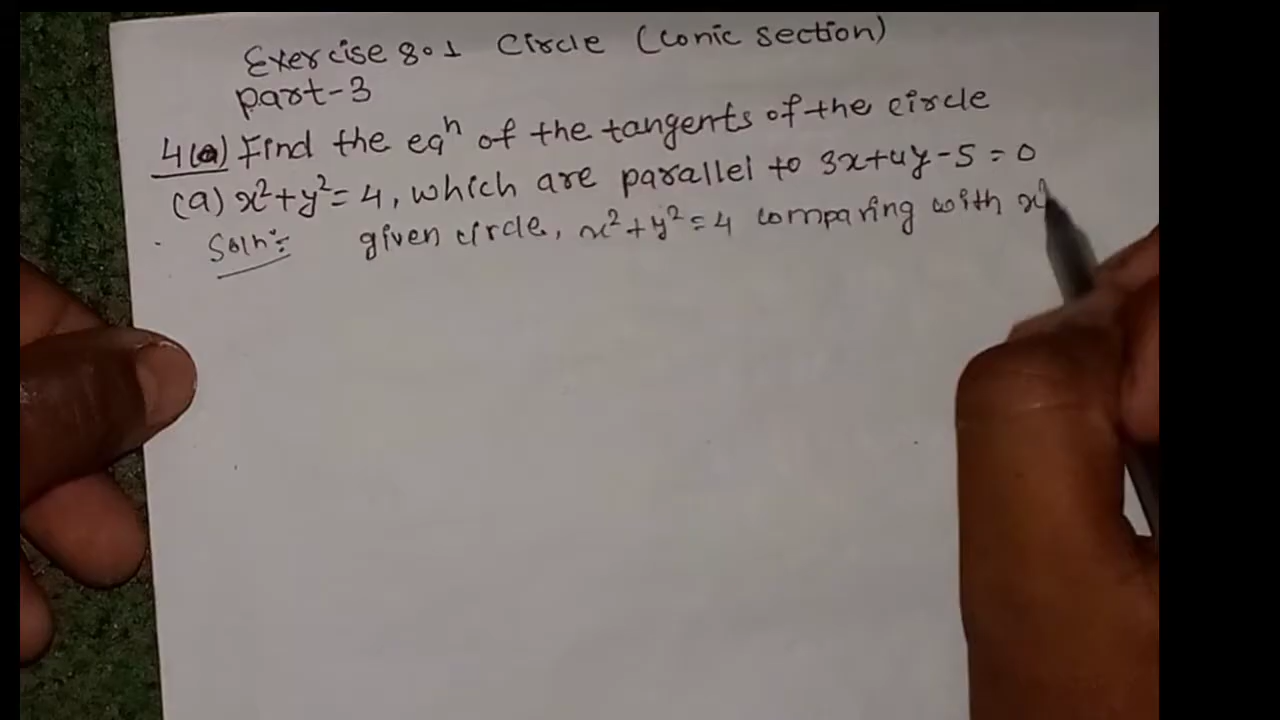 Exercise 8.1 Circle (Conic section)
part-3
4(a) Find the eqⁿ of the tangents of the circle
(a) x²+y²=4, which are parallel to 3x+4y-5=0
Solⁿ:- given circle, x²+y²=4 comparing with x²